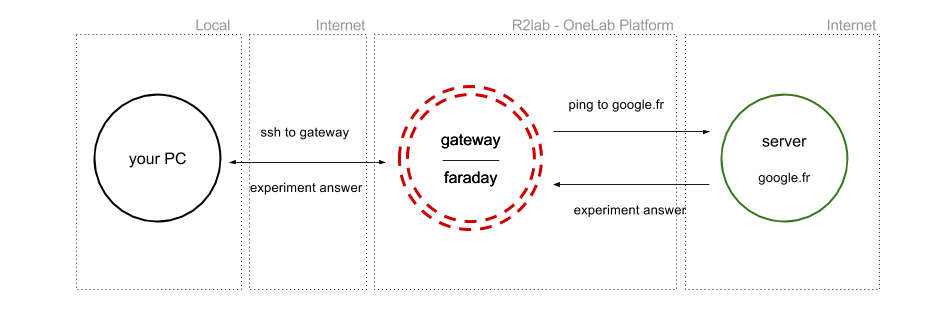 Local
Internet
R2lab - OneLab Platform
Internet
your PC
ssh to gateway
experiment answer
gateway
faraday
ping to google.fr
experiment answer
server
google.fr